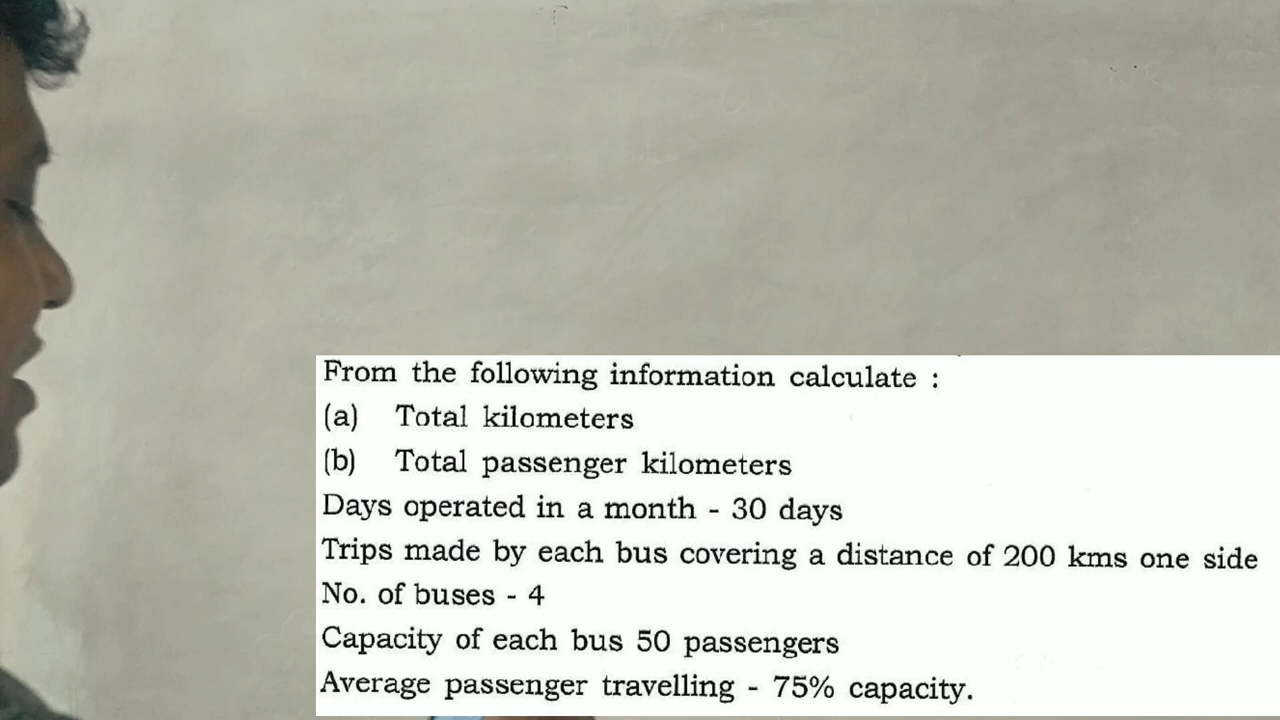 From the following information calculate :
(a) Total kilometers
(b) Total passenger kilometers
Days operated in a month - 30 days
Trips made by each bus covering a distance of 200 kms one side
No. of buses - 4
Capacity of each bus 50 passengers
Average passenger travelling - 75% capacity.